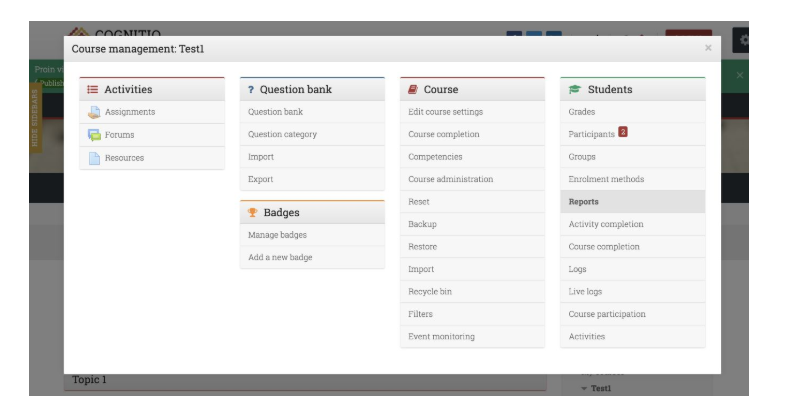 COGNITIO
Course management: Test1
×
Proin
Publish
HIDE SIDEBARS
Activities
Assignments
Forums
Resources
? Question bank
Question bank
Question category
Import
Export
Badges
Manage badges
Add a new badge
Course
Edit course settings
Course completion
Competencies
Course administration
Reset
Backup
Restore
Import
Recycle bin
Filters
Event monitoring
Students
Grades
Participants 2
Groups
Enrolment methods
Reports
Activity completion
Course completion
Logs
Live logs
Course participation
Activities
Topic 1
Test1